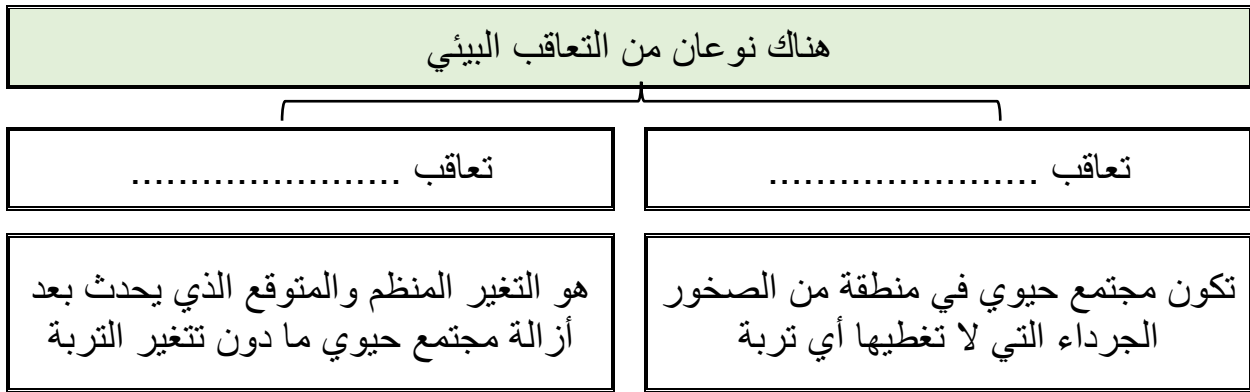 هناك نوعان من التعاقب البيئي
تعاقب .......................
تعاقب .......................
تكون مجتمع حيوي في منطقة من الصخور
الجرداء التي لا تغطيها أي تربة
هو التغير المنظم والمتوقع الذي يحدث بعد
أزالة مجتمع حيوي ما دون تتغير التربة